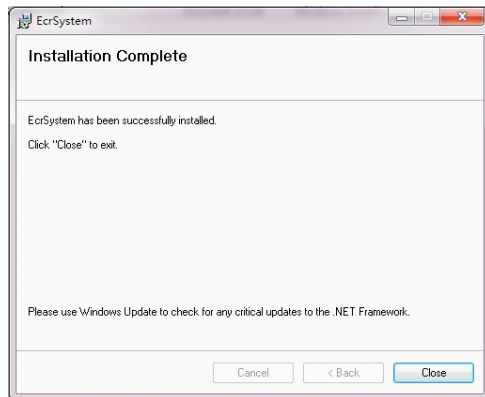 EcrSystem
Installation Complete
EcrSystem has been successfully installed.
Click "Close" to exit.
Please use Windows Update to check for any critical updates to the .NET Framework.
Cancel
< Back
Close